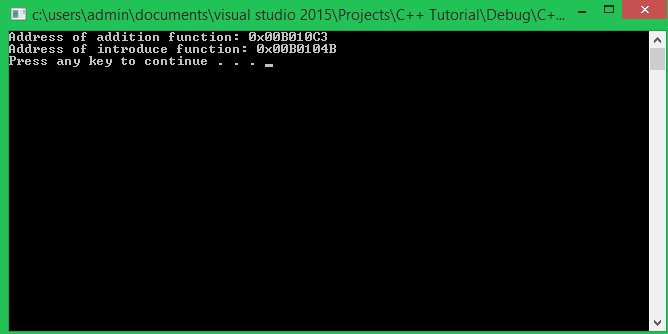 c:\users\admin\documents\visual studio 2015\Projects\C++ Tutorial\Debug\C+...
Address of addition function: 0x00B010C3
Address of introduce function: 0x00B0104B
Press any key to continue . . . _